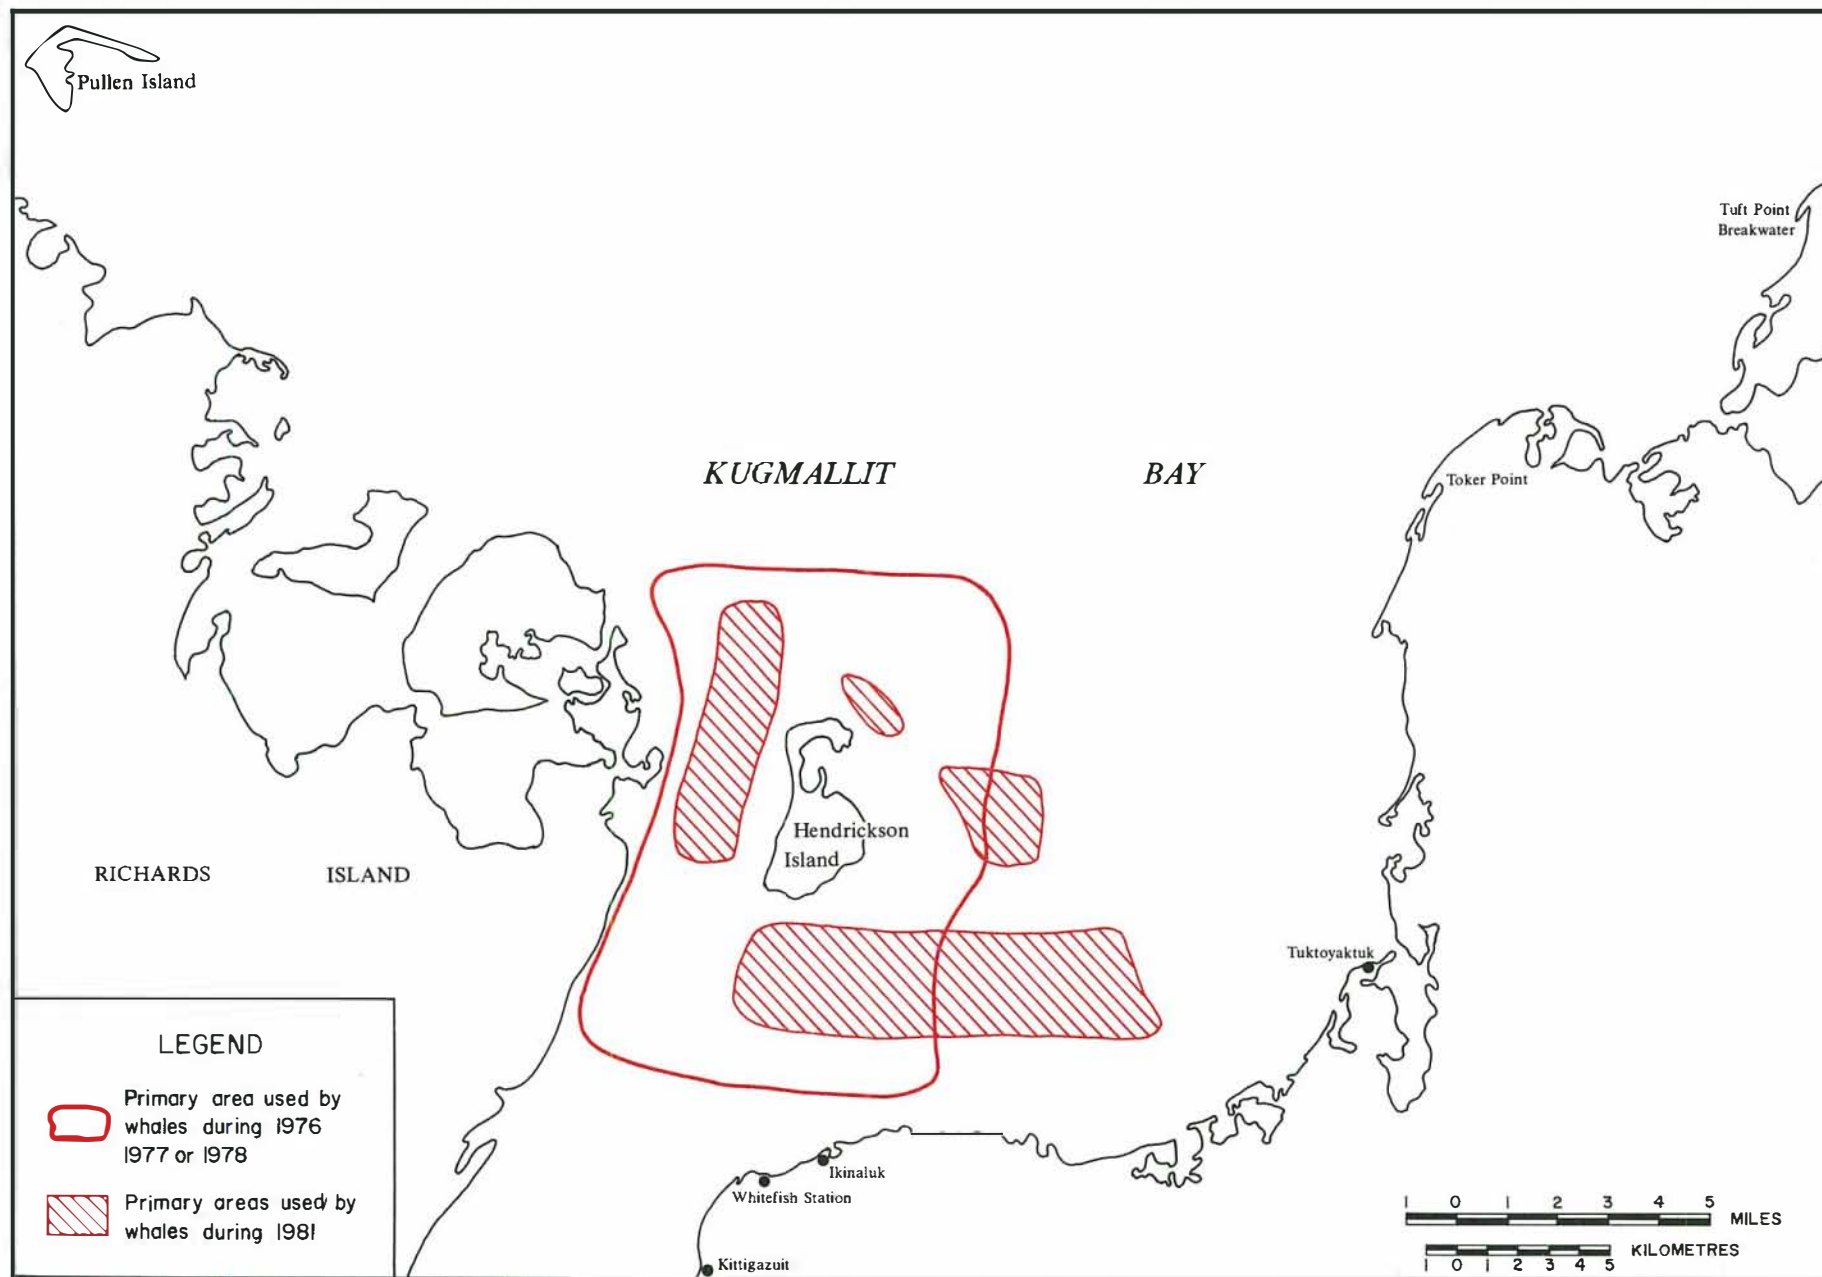 Pullen Island
Tuft Point
Breakwater
KUGMALLIT BAY
Toker Point
Hendrickson
Island
RICHARDS ISLAND
Tuktoyaktuk
LEGEND
Primary area used by
whales during 1976
1977 or 1978
Primary areas used by
whales during 1981
Ikinaluk
Whitefish Station
Kittigazuit
1 0 1 2 3 4 5 MILES
1 0 1 2 3 4 5 KILOMETRES